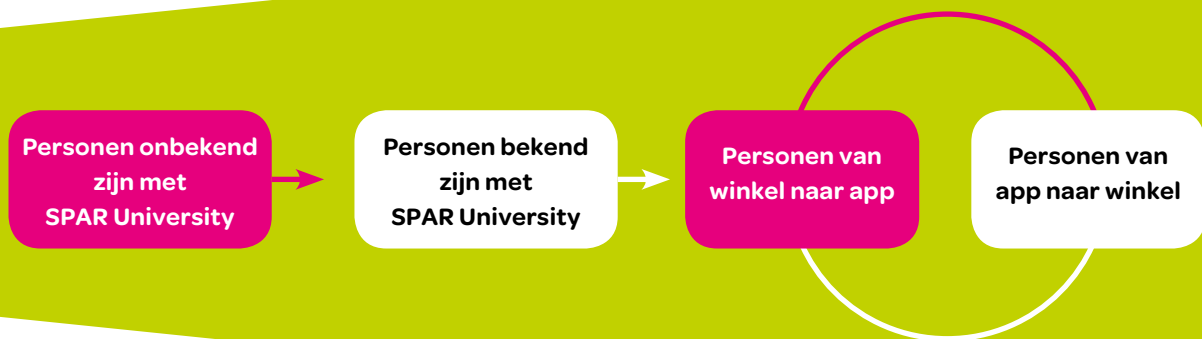 Personen onbekend
zijn met
SPAR University
Personen bekend
zijn met
SPAR University
Personen van
winkel naar app
Personen van
app naar winkel